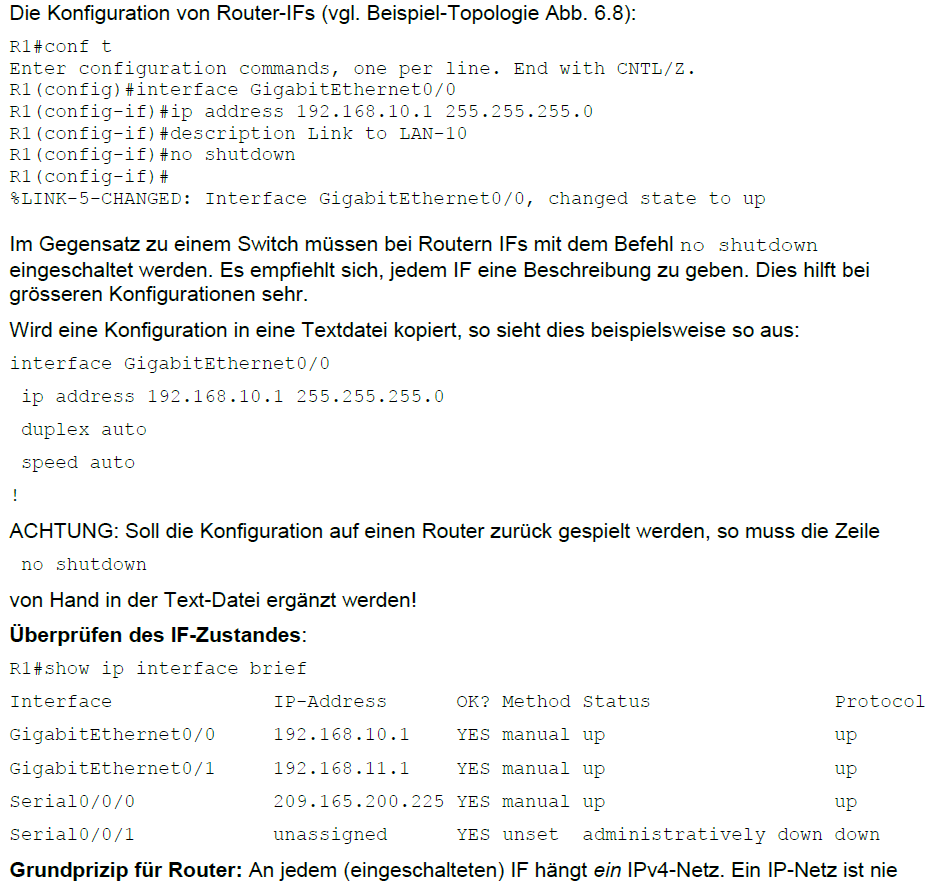 Die Konfiguration von Router-IFs (vgl. Beispiel-Topologie Abb. 6.8):
R1#conf t
Enter configuration commands, one per line. End with CNTL/Z.
R1(config)#interface GigabitEthernet0/0
R1(config-if)#ip address 192.168.10.1 255.255.255.0
R1(config-if)#description Link to LAN-10
R1(config-if)#no shutdown
R1(config-if)#
%LINK-5-CHANGED: Interface GigabitEthernet0/0, changed state to up
Im Gegensatz zu einem Switch müssen bei Routern IFs mit dem Befehl no shutdown
eingeschaltet werden. Es empfiehlt sich, jedem IF eine Beschreibung zu geben. Dies hilft bei
grösseren Konfigurationen sehr.
Wird eine Konfiguration in eine Textdatei kopiert, so sieht dies beispielsweise so aus:
interface GigabitEthernet0/0
 ip address 192.168.10.1 255.255.255.0
 duplex auto
 speed auto
!
ACHTUNG: Soll die Konfiguration auf einen Router zurück gespielt werden, so muss die Zeile
 no shutdown
von Hand in der Text-Datei ergänzt werden!
Überprüfen des IF-Zustandes:
R1#show ip interface brief
Interface IP-Address OK? Method Status Protocol
GigabitEthernet0/0 192.168.10.1 YES manual up up
GigabitEthernet0/1 192.168.11.1 YES manual up up
Serial0/0/0 209.165.200.225 YES manual up up
Serial0/0/1 unassigned YES unset administratively down down
Grundprizip für Router: An jedem (eingeschalteten) IF hängt ein IPv4-Netz. Ein IP-Netz ist nie